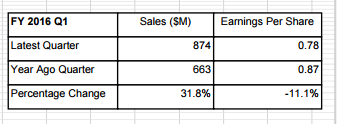 FY 2016 Q1 Sales ($M) Earnings Per Share
Latest Quarter 874 0.78
Year Ago Quarter 663 0.87
Percentage Change 31.8% -11.1%